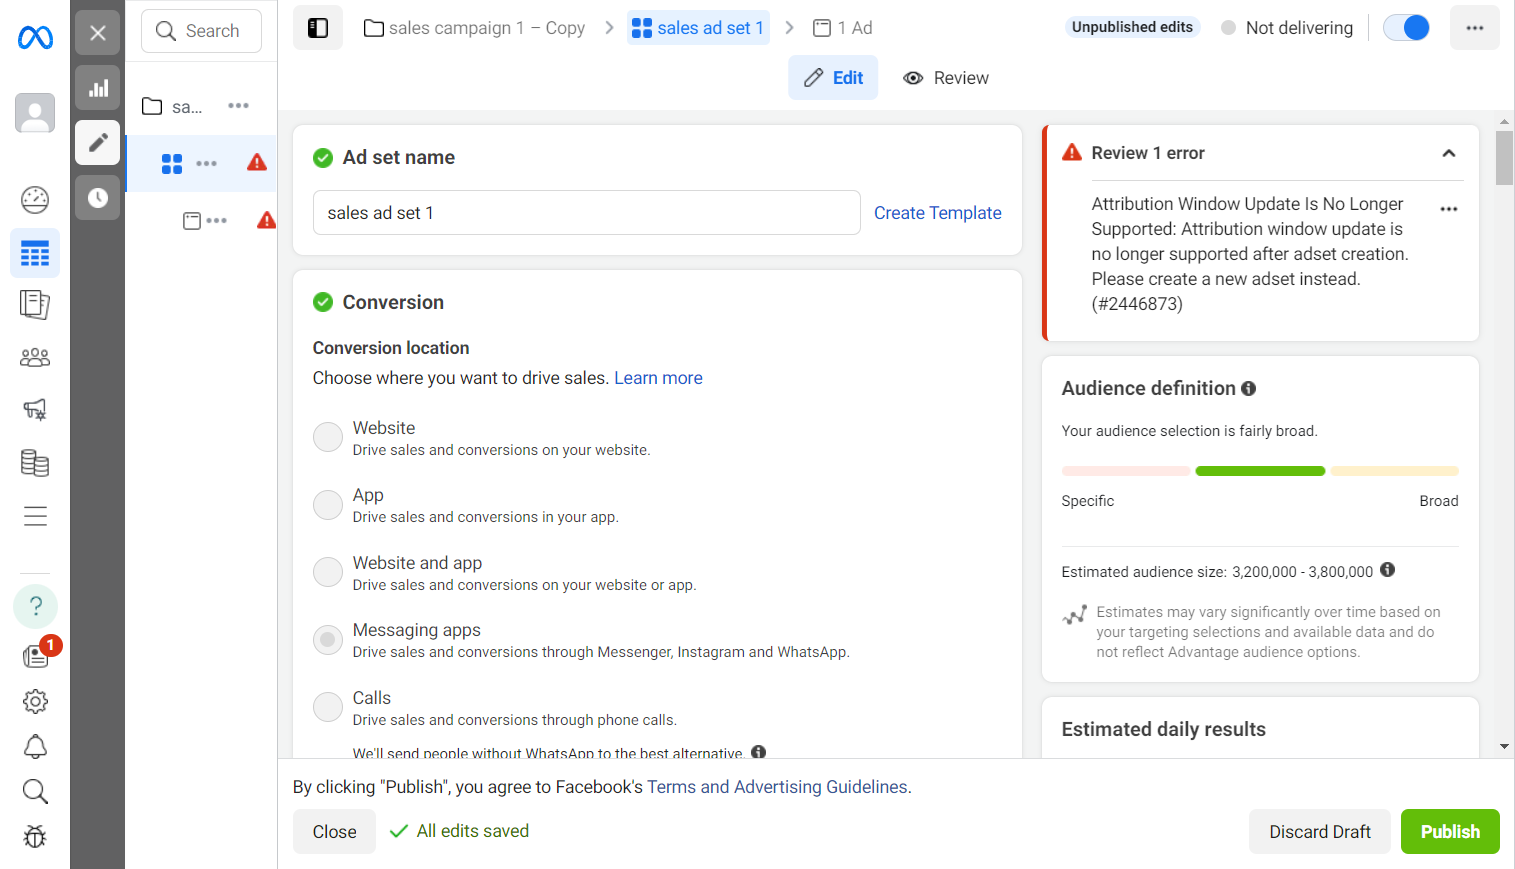 Search
sales campaign 1 – Copy
sales ad set 1
1 Ad
Unpublished edits
Not delivering
Edit
Review
sa...
Ad set name
sales ad set 1
Create Template
Conversion
Conversion location
Choose where you want to drive sales. Learn more
Website
Drive sales and conversions on your website.
App
Drive sales and conversions in your app.
Website and app
Drive sales and conversions on your website or app.
Messaging apps
Drive sales and conversions through Messenger, Instagram and WhatsApp.
Calls
Drive sales and conversions through phone calls.
We'll send people without WhatsApp to the best alternative.
Review 1 error
Attribution Window Update Is No Longer
Supported: Attribution window update is
no longer supported after adset creation.
Please create a new adset instead.
(#2446873)
Audience definition
Your audience selection is fairly broad.
Specific
Broad
Estimated audience size: 3,200,000 - 3,800,000
Estimates may vary significantly over time based on
your targeting selections and available data and do
not reflect Advantage audience options.
Estimated daily results
?
1
By clicking "Publish", you agree to Facebook's Terms and Advertising Guidelines.
Close
All edits saved
Discard Draft
Publish